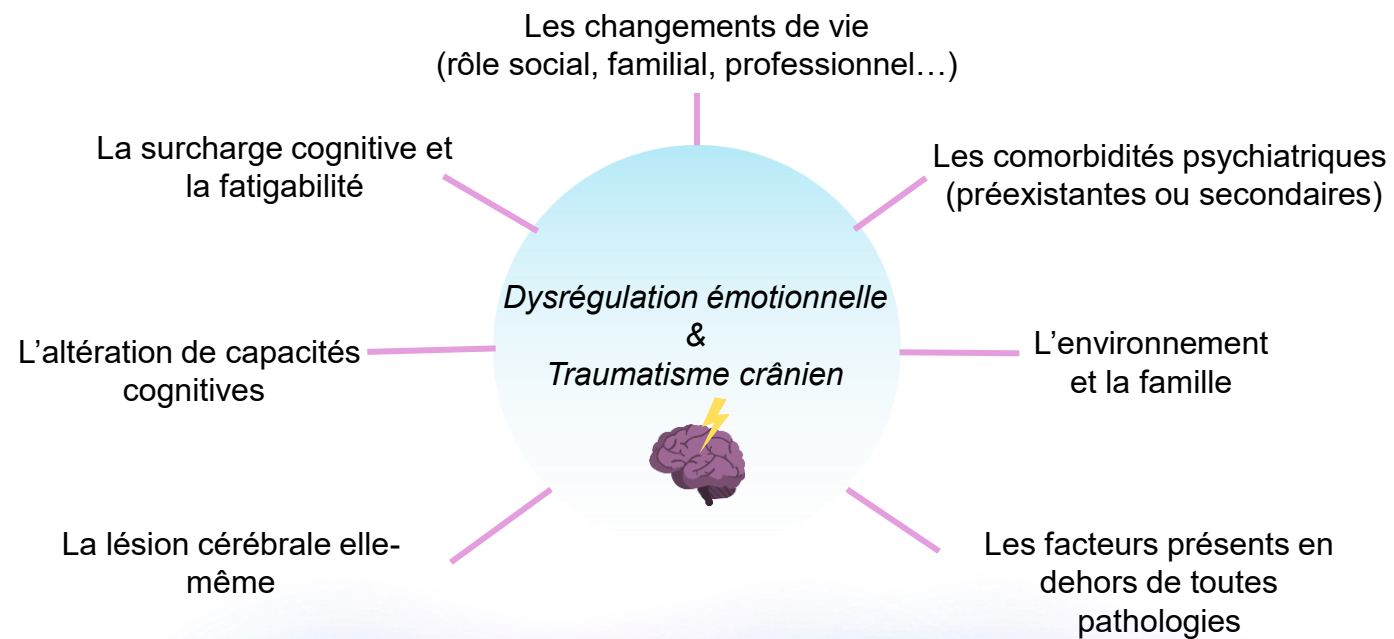 Les changements de vie
(rôle social, familial, professionnel…)
La surcharge cognitive et
la fatigabilité
Les comorbidités psychiatriques
(préexistantes ou secondaires)
Dysrégulation émotionnelle
&
Traumatisme crânien
L’altération de capacités
cognitives
L’environnement
et la famille
La lésion cérébrale elle-
même
Les facteurs présents en
dehors de toutes
pathologies